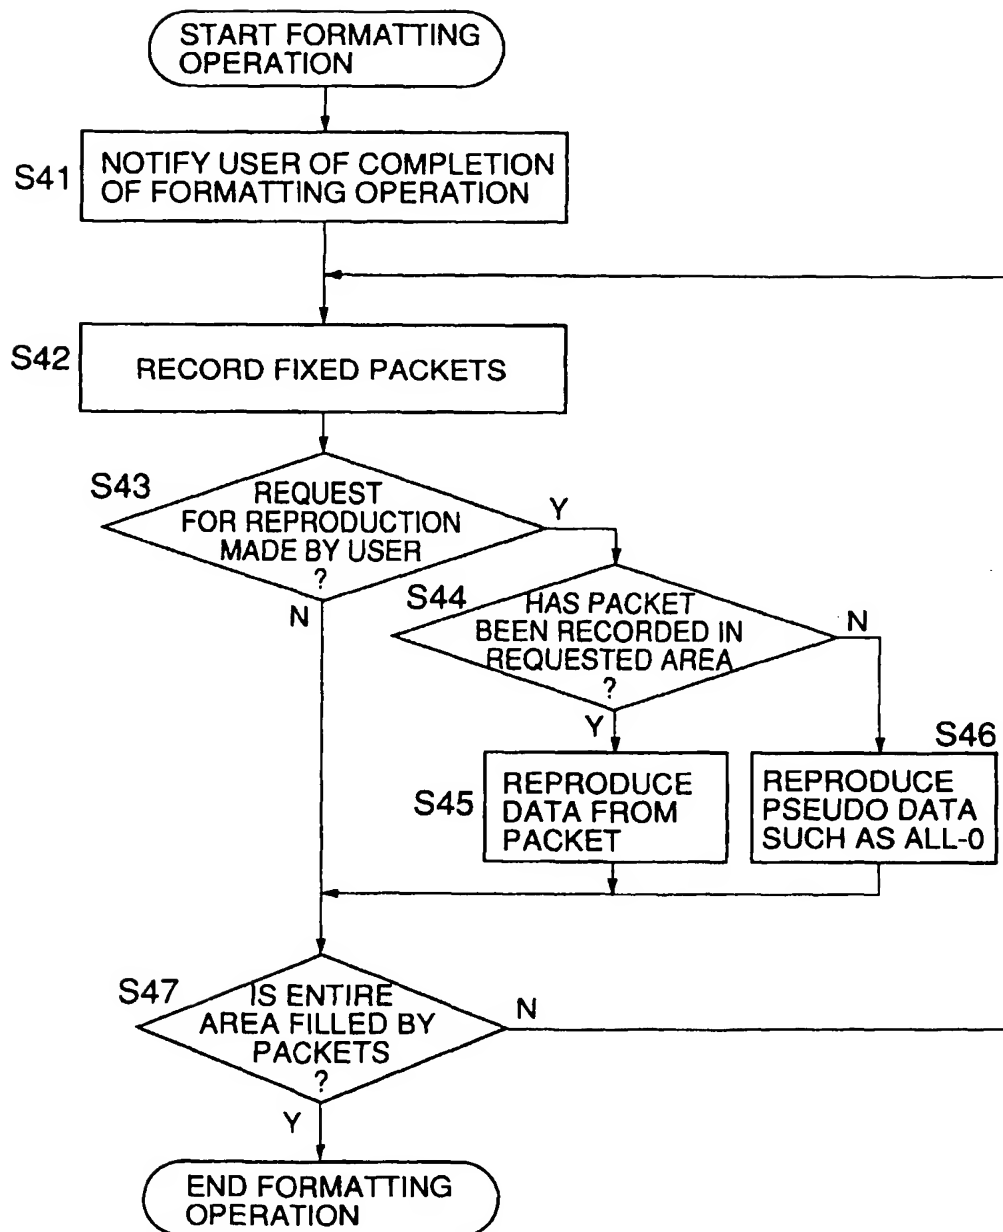 START FORMATTING
OPERATION
S41
NOTIFY USER OF COMPLETION
OF FORMATTING OPERATION
S42
RECORD FIXED PACKETS
S43
REQUEST
FOR REPRODUCTION
MADE BY USER
?
Y
N
S44
HAS PACKET
BEEN RECORDED IN
REQUESTED AREA
?
N
Y
S45
REPRODUCE
DATA FROM
PACKET
S46
REPRODUCE
PSEUDO DATA
SUCH AS ALL-0
S47
IS ENTIRE
AREA FILLED BY
PACKETS
?
N
Y
END FORMATTING
OPERATION